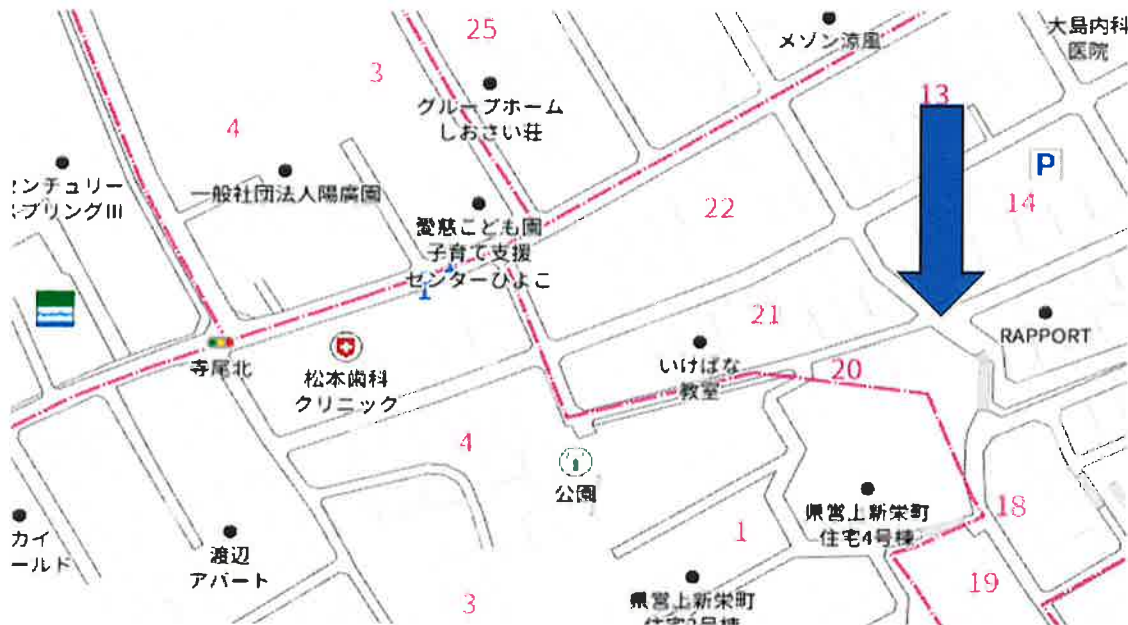 25
メゾン涼風
大島内科
医院
3
グループホーム
しおさい荘
13
4
P
一般社団法人陽廣園
ンチュリー
スプリングIII
22
14
愛慈こども園
子育て支援
センターひよこ
21
RAPPORT
寺尾北
いけばな
教室
20
松本歯科
クリニック
4
公園
県営上新栄町
住宅4号棟
18
カイ
ールド
渡辺
アパート
1
19
県営上新栄町
3